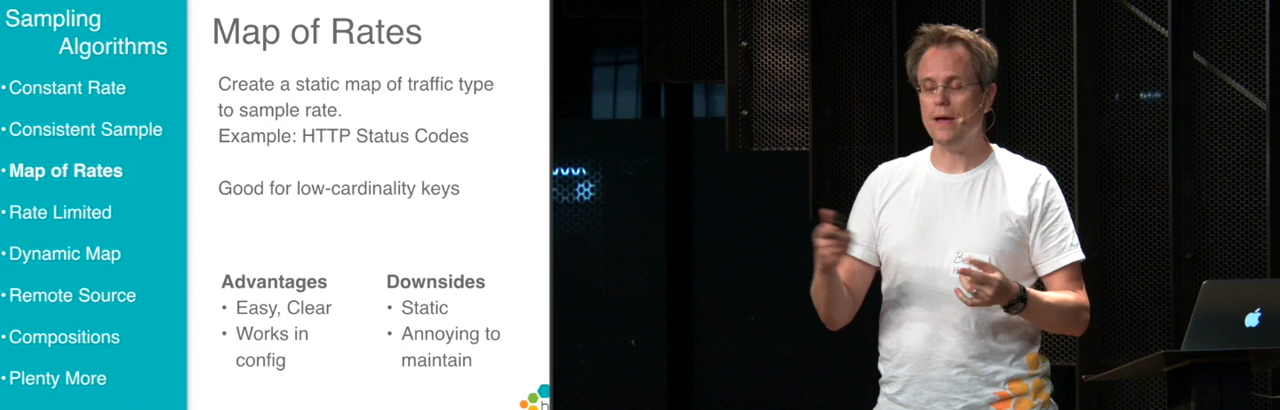 Sampling
Algorithms
•Constant Rate
•Consistent Sample
•Map of Rates
•Rate Limited
•Dynamic Map
•Remote Source
•Compositions
•Plenty More
Map of Rates
Create a static map of traffic type
to sample rate.
Example: HTTP Status Codes
Good for low-cardinality keys
Advantages
• Easy, Clear
• Works in
config
Downsides
• Static
• Annoying to
maintain